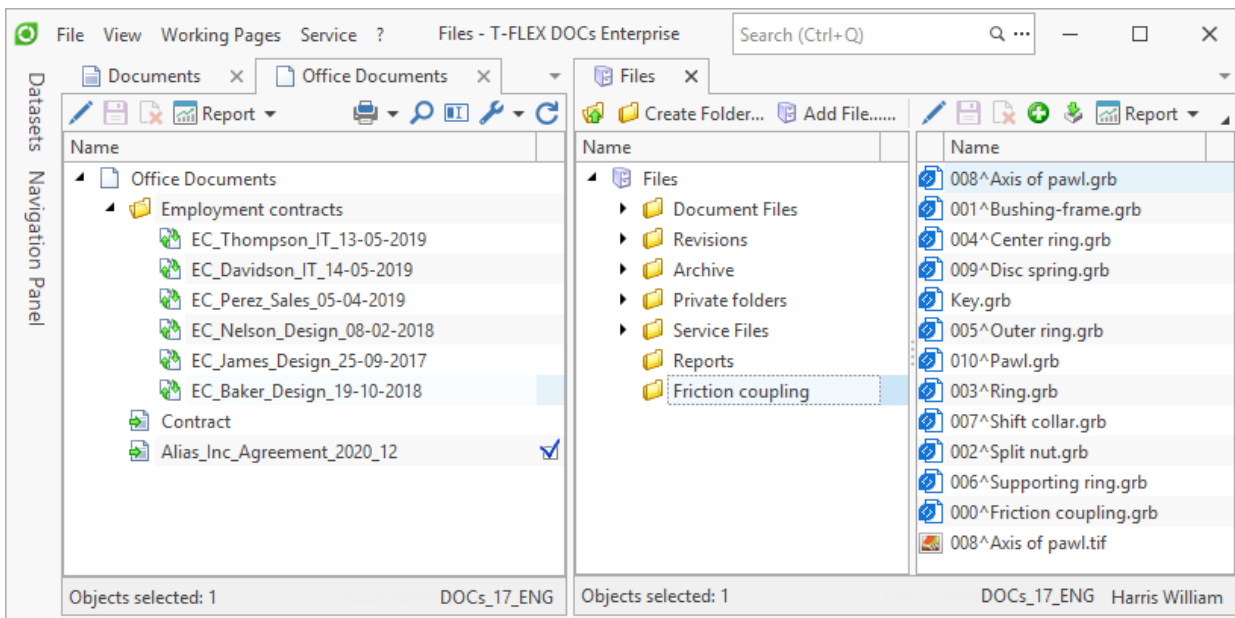 File View Working Pages Service ? Files - T-FLEX DOCs Enterprise Search (Ctrl+Q)
Datasets Navigation Panel
Documents Office Documents
Report
Name
Office Documents
Employment contracts
EC_Thompson_IT_13-05-2019
EC_Davidson_IT_14-05-2019
EC_Perez_Sales_05-04-2019
EC_Nelson_Design_08-02-2018
EC_James_Design_25-09-2017
EC_Baker_Design_19-10-2018
Contract
Alias_Inc_Agreement_2020_12
Objects selected: 1 DOCs_17_ENG
Files
Create Folder... Add File...... Report
Name
Files
Document Files
Revisions
Archive
Private folders
Service Files
Reports
Friction coupling
Name
008^Axis of pawl.grb
001^Bushing-frame.grb
004^Center ring.grb
009^Disc spring.grb
Key.grb
005^Outer ring.grb
010^Pawl.grb
003^Ring.grb
007^Shift collar.grb
002^Split nut.grb
006^Supporting ring.grb
000^Friction coupling.grb
008^Axis of pawl.tif
Objects selected: 1 DOCs_17_ENG Harris William